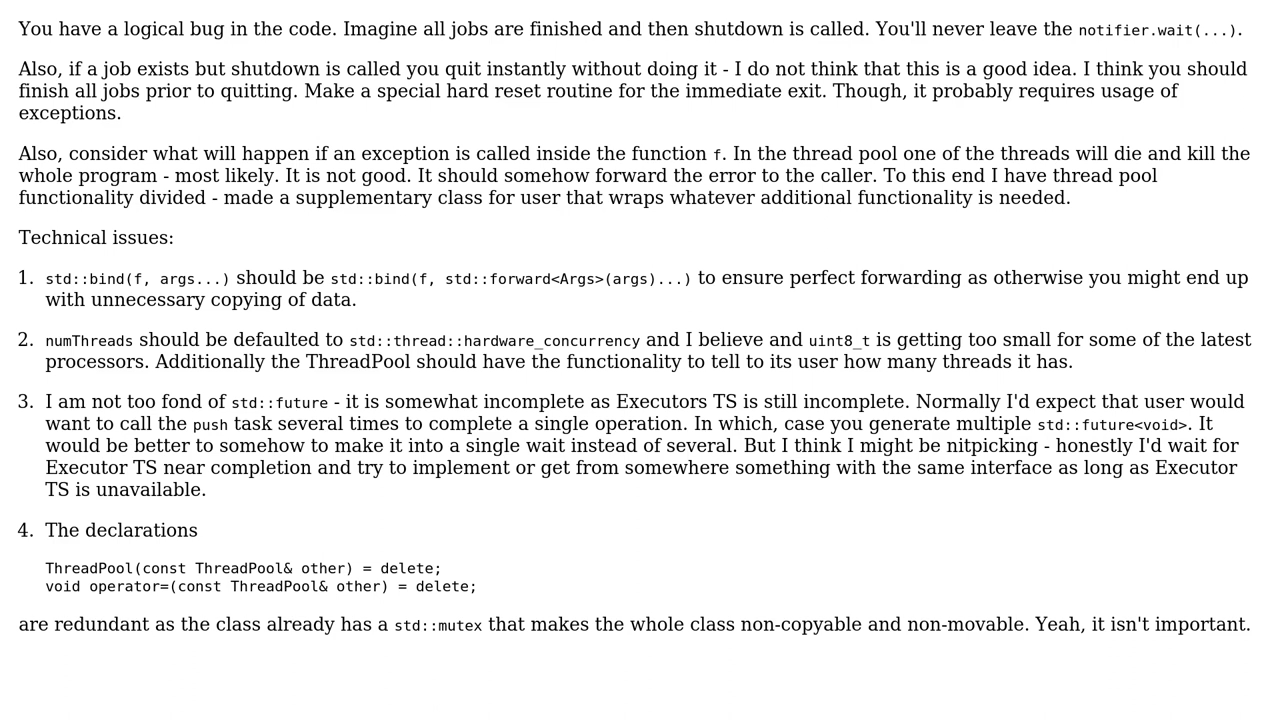 You have a logical bug in the code. Imagine all jobs are finished and then shutdown is called. You'll never leave the notifier.wait(...).
Also, if a job exists but shutdown is called you quit instantly without doing it - I do not think that this is a good idea. I think you should
finish all jobs prior to quitting. Make a special hard reset routine for the immediate exit. Though, it probably requires usage of
exceptions.
Also, consider what will happen if an exception is called inside the function f. In the thread pool one of the threads will die and kill the
whole program - most likely. It is not good. It should somehow forward the error to the caller. To this end I have thread pool
functionality divided - made a supplementary class for user that wraps whatever additional functionality is needed.
Technical issues:
1. std::bind(f, args...) should be std::bind(f, std::forward<Args>(args)...) to ensure perfect forwarding as otherwise you might end up
with unnecessary copying of data.
2. numThreads should be defaulted to std::thread::hardware_concurrency and I believe and uint8_t is getting too small for some of the latest
processors. Additionally the ThreadPool should have the functionality to tell to its user how many threads it has.
3. I am not too fond of std::future - it is somewhat incomplete as Executors TS is still incomplete. Normally I'd expect that user would
want to call the push task several times to complete a single operation. In which, case you generate multiple std::future<void>. It
would be better to somehow to make it into a single wait instead of several. But I think I might be nitpicking - honestly I'd wait for
Executor TS near completion and try to implement or get from somewhere something with the same interface as long as Executor
TS is unavailable.
4. The declarations
ThreadPool(const ThreadPool& other) = delete;
void operator=(const ThreadPool& other) = delete;
are redundant as the class already has a std::mutex that makes the whole class non-copyable and non-movable. Yeah, it isn't important.